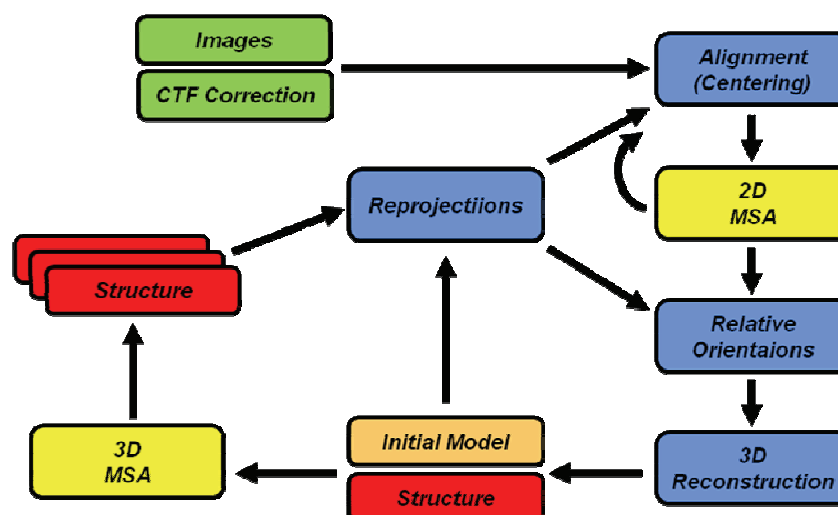 Images
CTF Correction
Alignment
(Centering)
Reprojectiions
2D
MSA
Structure
Relative
Orientaions
3D
MSA
Initial Model
Structure
3D
Reconstruction